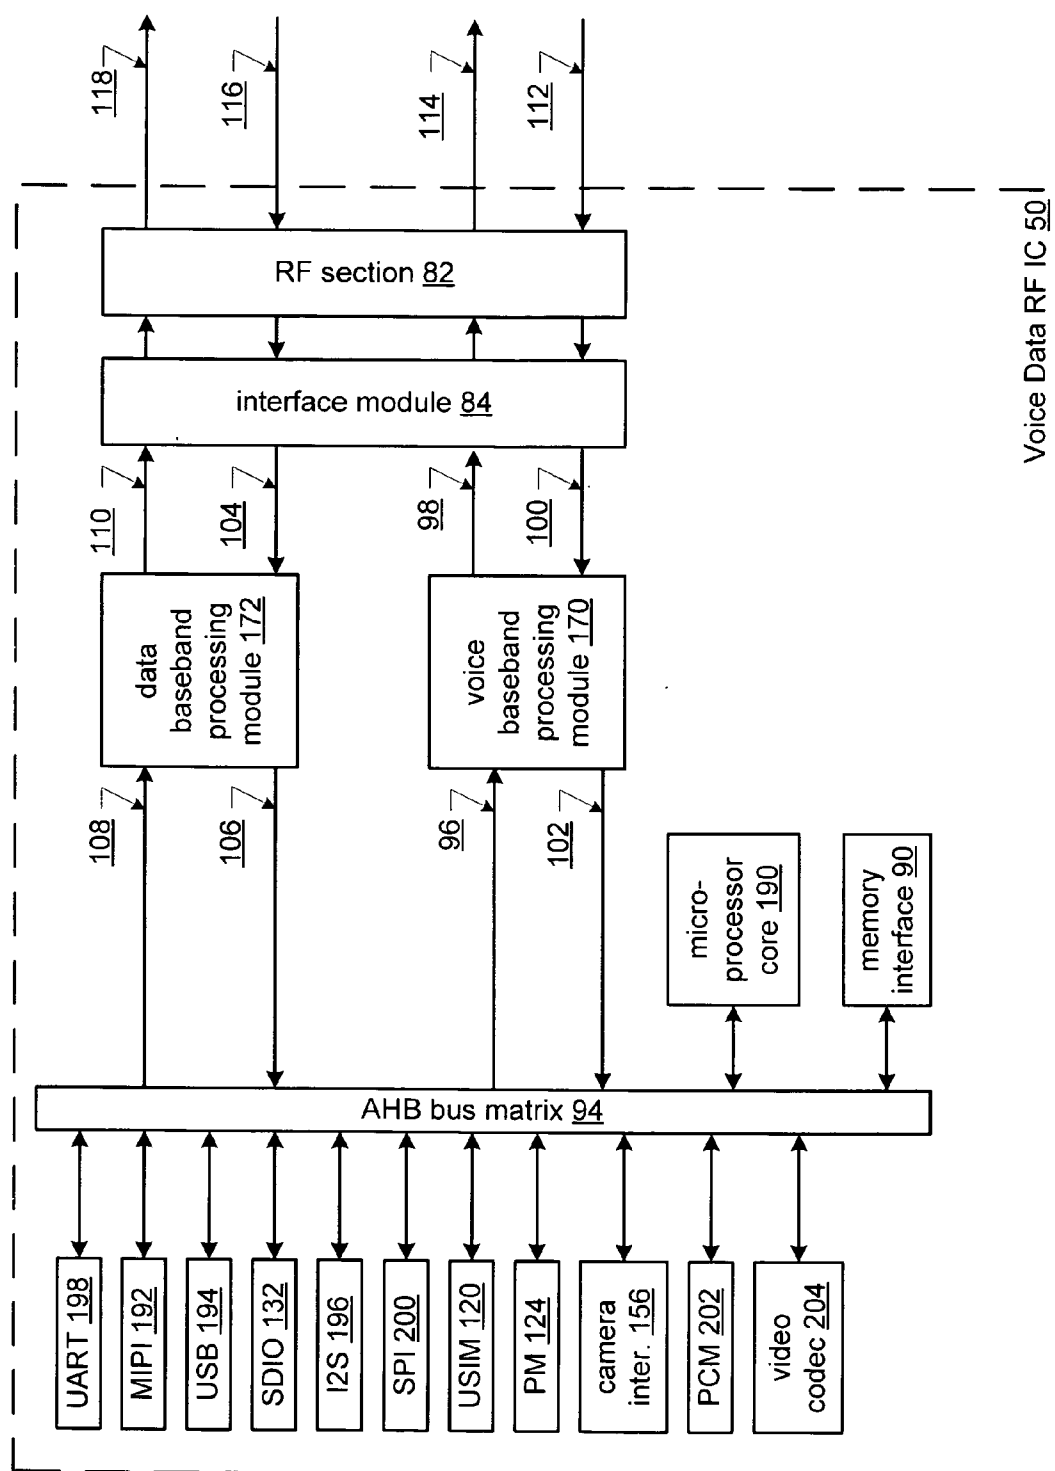 118
116
114
112
RF section 82
interface module 84
110
104
98
100
data
baseband
processing
module 172
voice
baseband
processing
module 170
108
106
96
102
micro-
processor
core 190
memory
interface 90
AHB bus matrix 94
UART 198
MIPI 192
USB 194
SDIO 132
I2S 196
SPI 200
USIM 120
PM 124
camera
inter. 156
PCM 202
video
codec 204
Voice Data RF IC 50